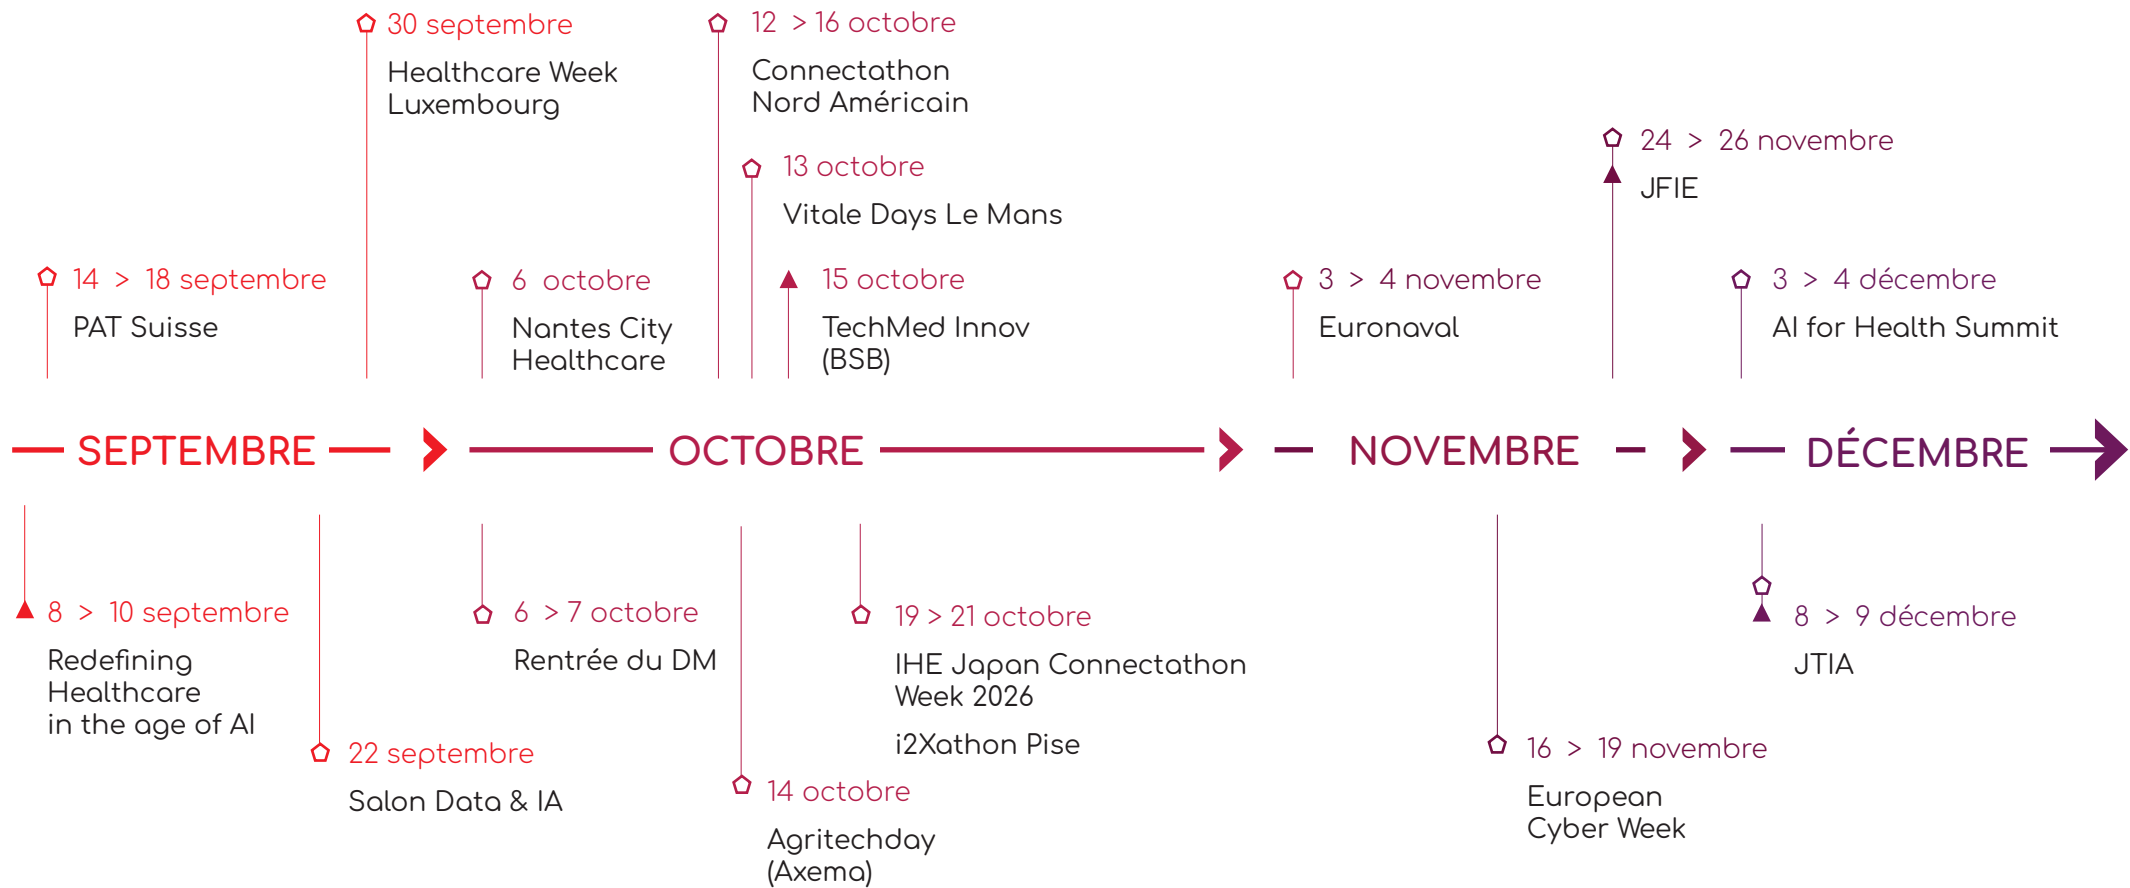 30 septembre
Healthcare Week
Luxembourg
12 > 16 octobre
Connectathon
Nord Américain
13 octobre
Vitale Days Le Mans
24 > 26 novembre
JFIE
14 > 18 septembre
PAT Suisse
6 octobre
Nantes City
Healthcare
15 octobre
TechMed Innov
(BSB)
3 > 4 novembre
Euronaval
3 > 4 décembre
AI for Health Summit
SEPTEMBRE
OCTOBRE
NOVEMBRE
DÉCEMBRE
8 > 10 septembre
Redefining
Healthcare
in the age of AI
22 septembre
Salon Data & IA
6 > 7 octobre
Rentrée du DM
14 octobre
Agritechday
(Axema)
19 > 21 octobre
IHE Japan Connectathon
Week 2026
i2Xathon Pise
16 > 19 novembre
European
Cyber Week
8 > 9 décembre
JTIA